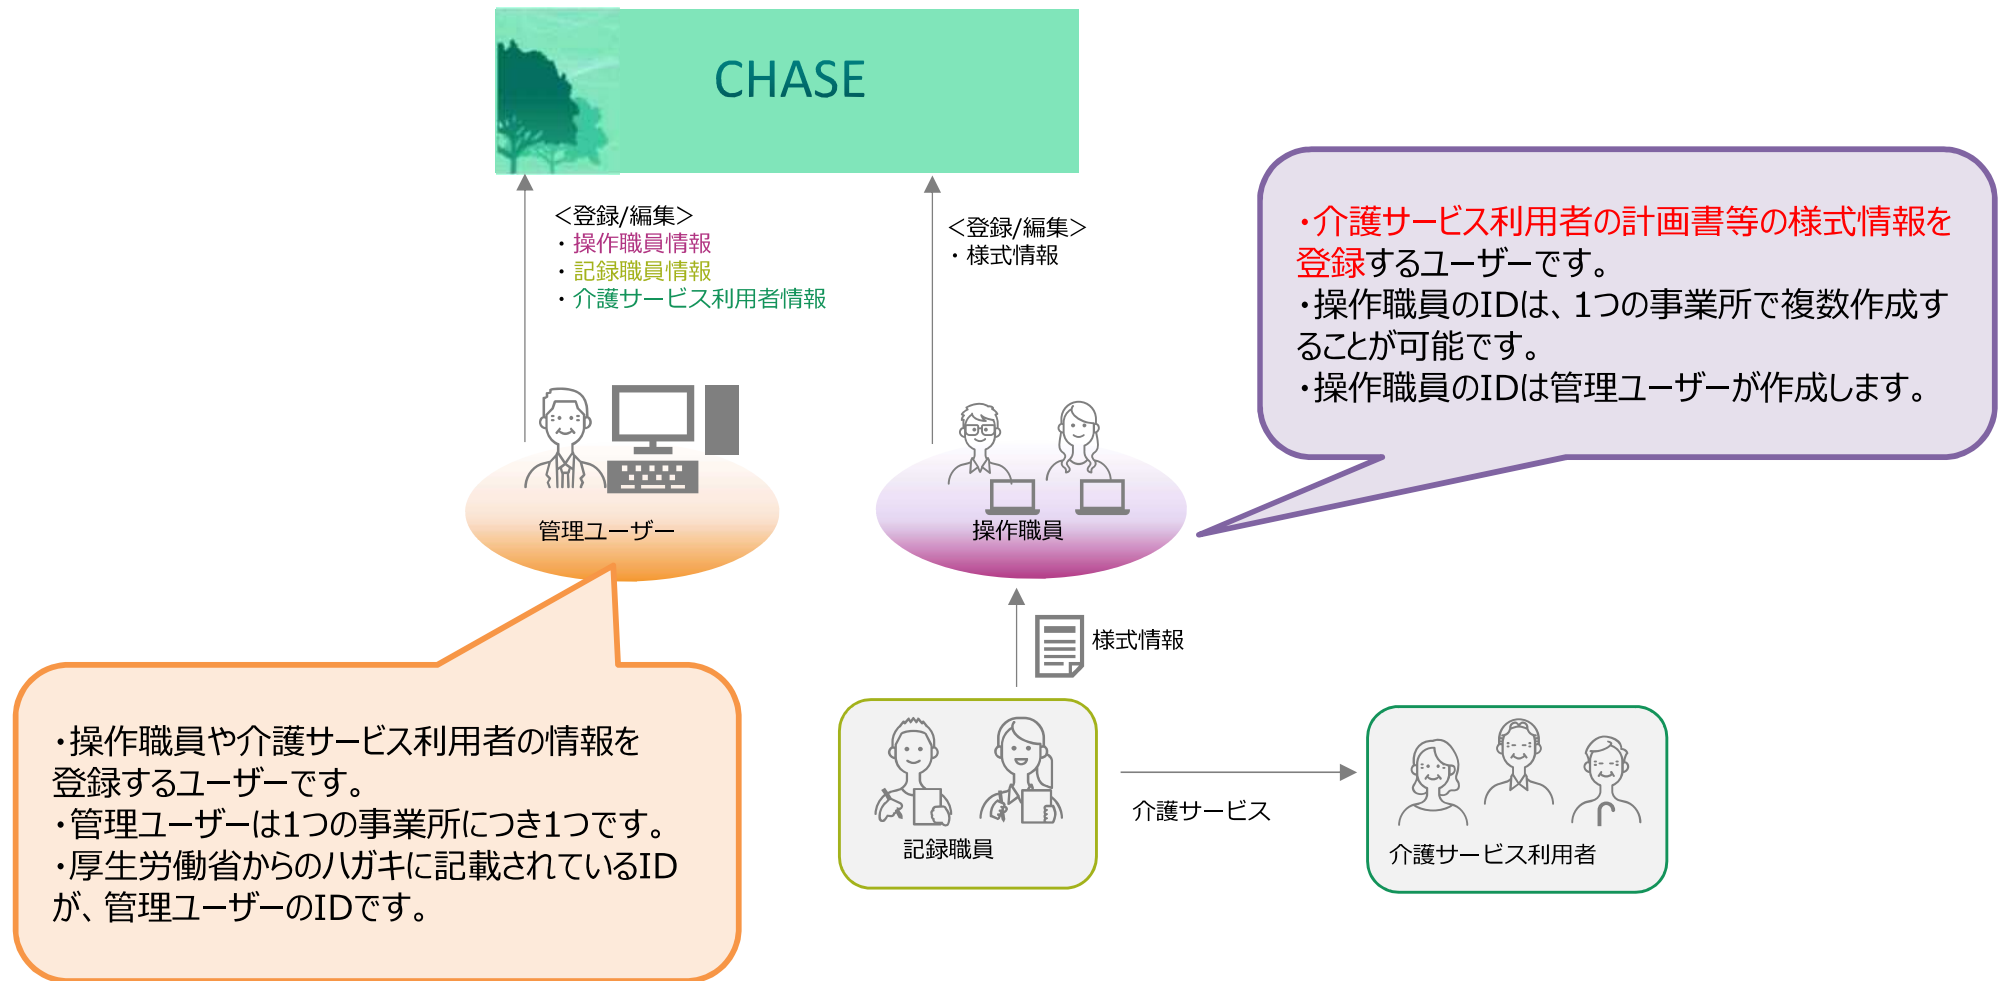 CHASE
＜登録/編集＞
・操作職員情報
・記録職員情報
・介護サービス利用者情報
＜登録/編集＞
・様式情報
・介護サービス利用者の計画書等の様式情報を
登録するユーザーです。
・操作職員のIDは、1つの事業所で複数作成す
ることが可能です。
・操作職員のIDは管理ユーザーが作成します。
管理ユーザー
操作職員
様式情報
・操作職員や介護サービス利用者の情報を
登録するユーザーです。
・管理ユーザーは1つの事業所につき1つです。
・厚生労働省からのハガキに記載されているID
が、管理ユーザーのIDです。
記録職員
介護サービス
介護サービス利用者